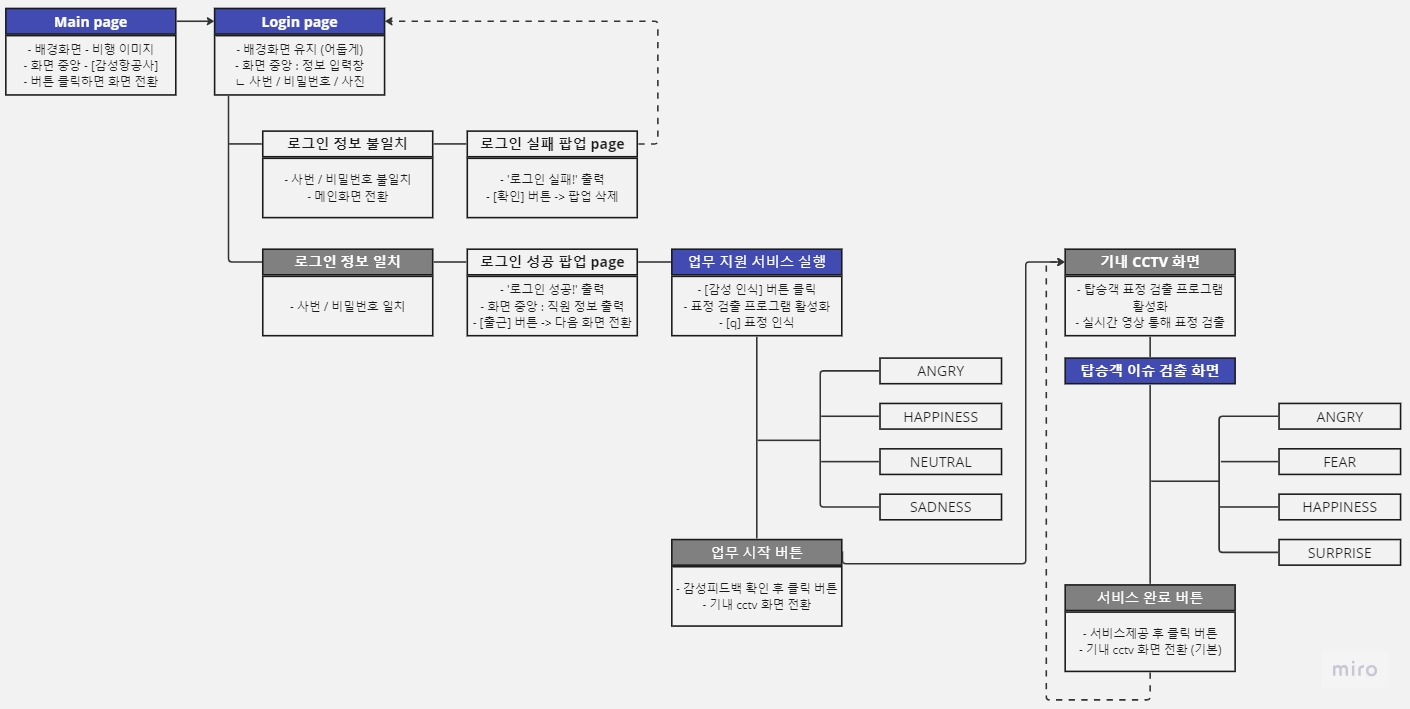 Main page
- 배경화면 - 비행 이미지
- 화면 중앙 - [감성항공사]
- 버튼 클릭하면 화면 전환
Login page
- 배경화면 유지 (어둡게)
- 화면 중앙 : 정보 입력창
ㄴ 사번 / 비밀번호 / 사진
로그인 정보 불일치
- 사번 / 비밀번호 불일치
- 메인화면 전환
로그인 실패 팝업 page
- '로그인 실패!' 출력
- [확인] 버튼 -> 팝업 삭제
로그인 정보 일치
- 사번 / 비밀번호 일치
로그인 성공 팝업 page
- '로그인 성공!' 출력
- 화면 중앙 : 직원 정보 출력
- [출근] 버튼 -> 다음 화면 전환
업무 지원 서비스 실행
- [감성 인식] 버튼 클릭
- 표정 검출 프로그램 활성화
- [q] 표정 인식
ANGRY
HAPPINESS
NEUTRAL
SADNESS
업무 시작 버튼
- 감성피드백 확인 후 클릭 버튼
- 기내 cctv 화면 전환
기내 CCTV 화면
- 탑승객 표정 검출 프로그램
활성화
- 실시간 영상 통해 표정 검출
탑승객 이슈 검출 화면
ANGRY
FEAR
HAPPINESS
SURPRISE
서비스 완료 버튼
- 서비스제공 후 클릭 버튼
- 기내 cctv 화면 전환 (기본)
miro